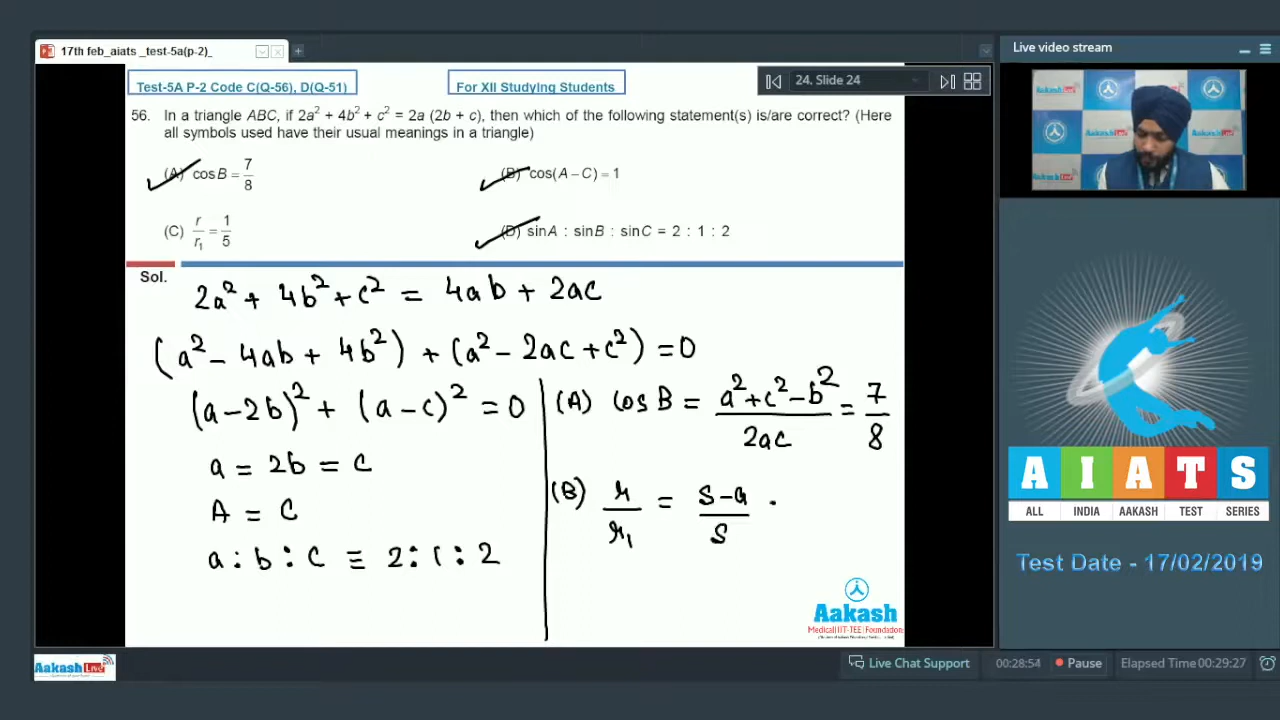 17th feb_aiats _test-5a(p-2)_
Live video stream
Test-5A P-2 Code C(Q-56), D(Q-51)
For XII Studying Students
24. Slide 24
56. In a triangle ABC, if 2a² + 4b² + c² = 2a (2b + c), then which of the following statement(s) is/are correct? (Here
all symbols used have their usual meanings in a triangle)
(A) cosB = 7/8
(B) cos(A – C) = 1
(C) r/r₁ = 1/5
(D) sinA : sinB : sinC = 2 : 1 : 2
Sol.
2a² + 4b² + c² = 4ab + 2ac
(a² - 4ab + 4b²) + (a² - 2ac + c²) = 0
(a-2b)² + (a-c)² = 0
a = 2b = c
A = C
a : b : c ≡ 2 : 1 : 2
(A) cos B = a²+c²-b²/2ac = 7/8
(B) r/r₁ = s-a/s .
Aakash
Medical|IIT-JEE|Foundations
AakashLive
AakashLive
AakashLive
A I A T S
ALL INDIA AAKASH TEST SERIES
Test Date - 17/02/2019
Aakash Live
Live Chat Support
00:28:54
Pause
Elapsed Time 00:29:27